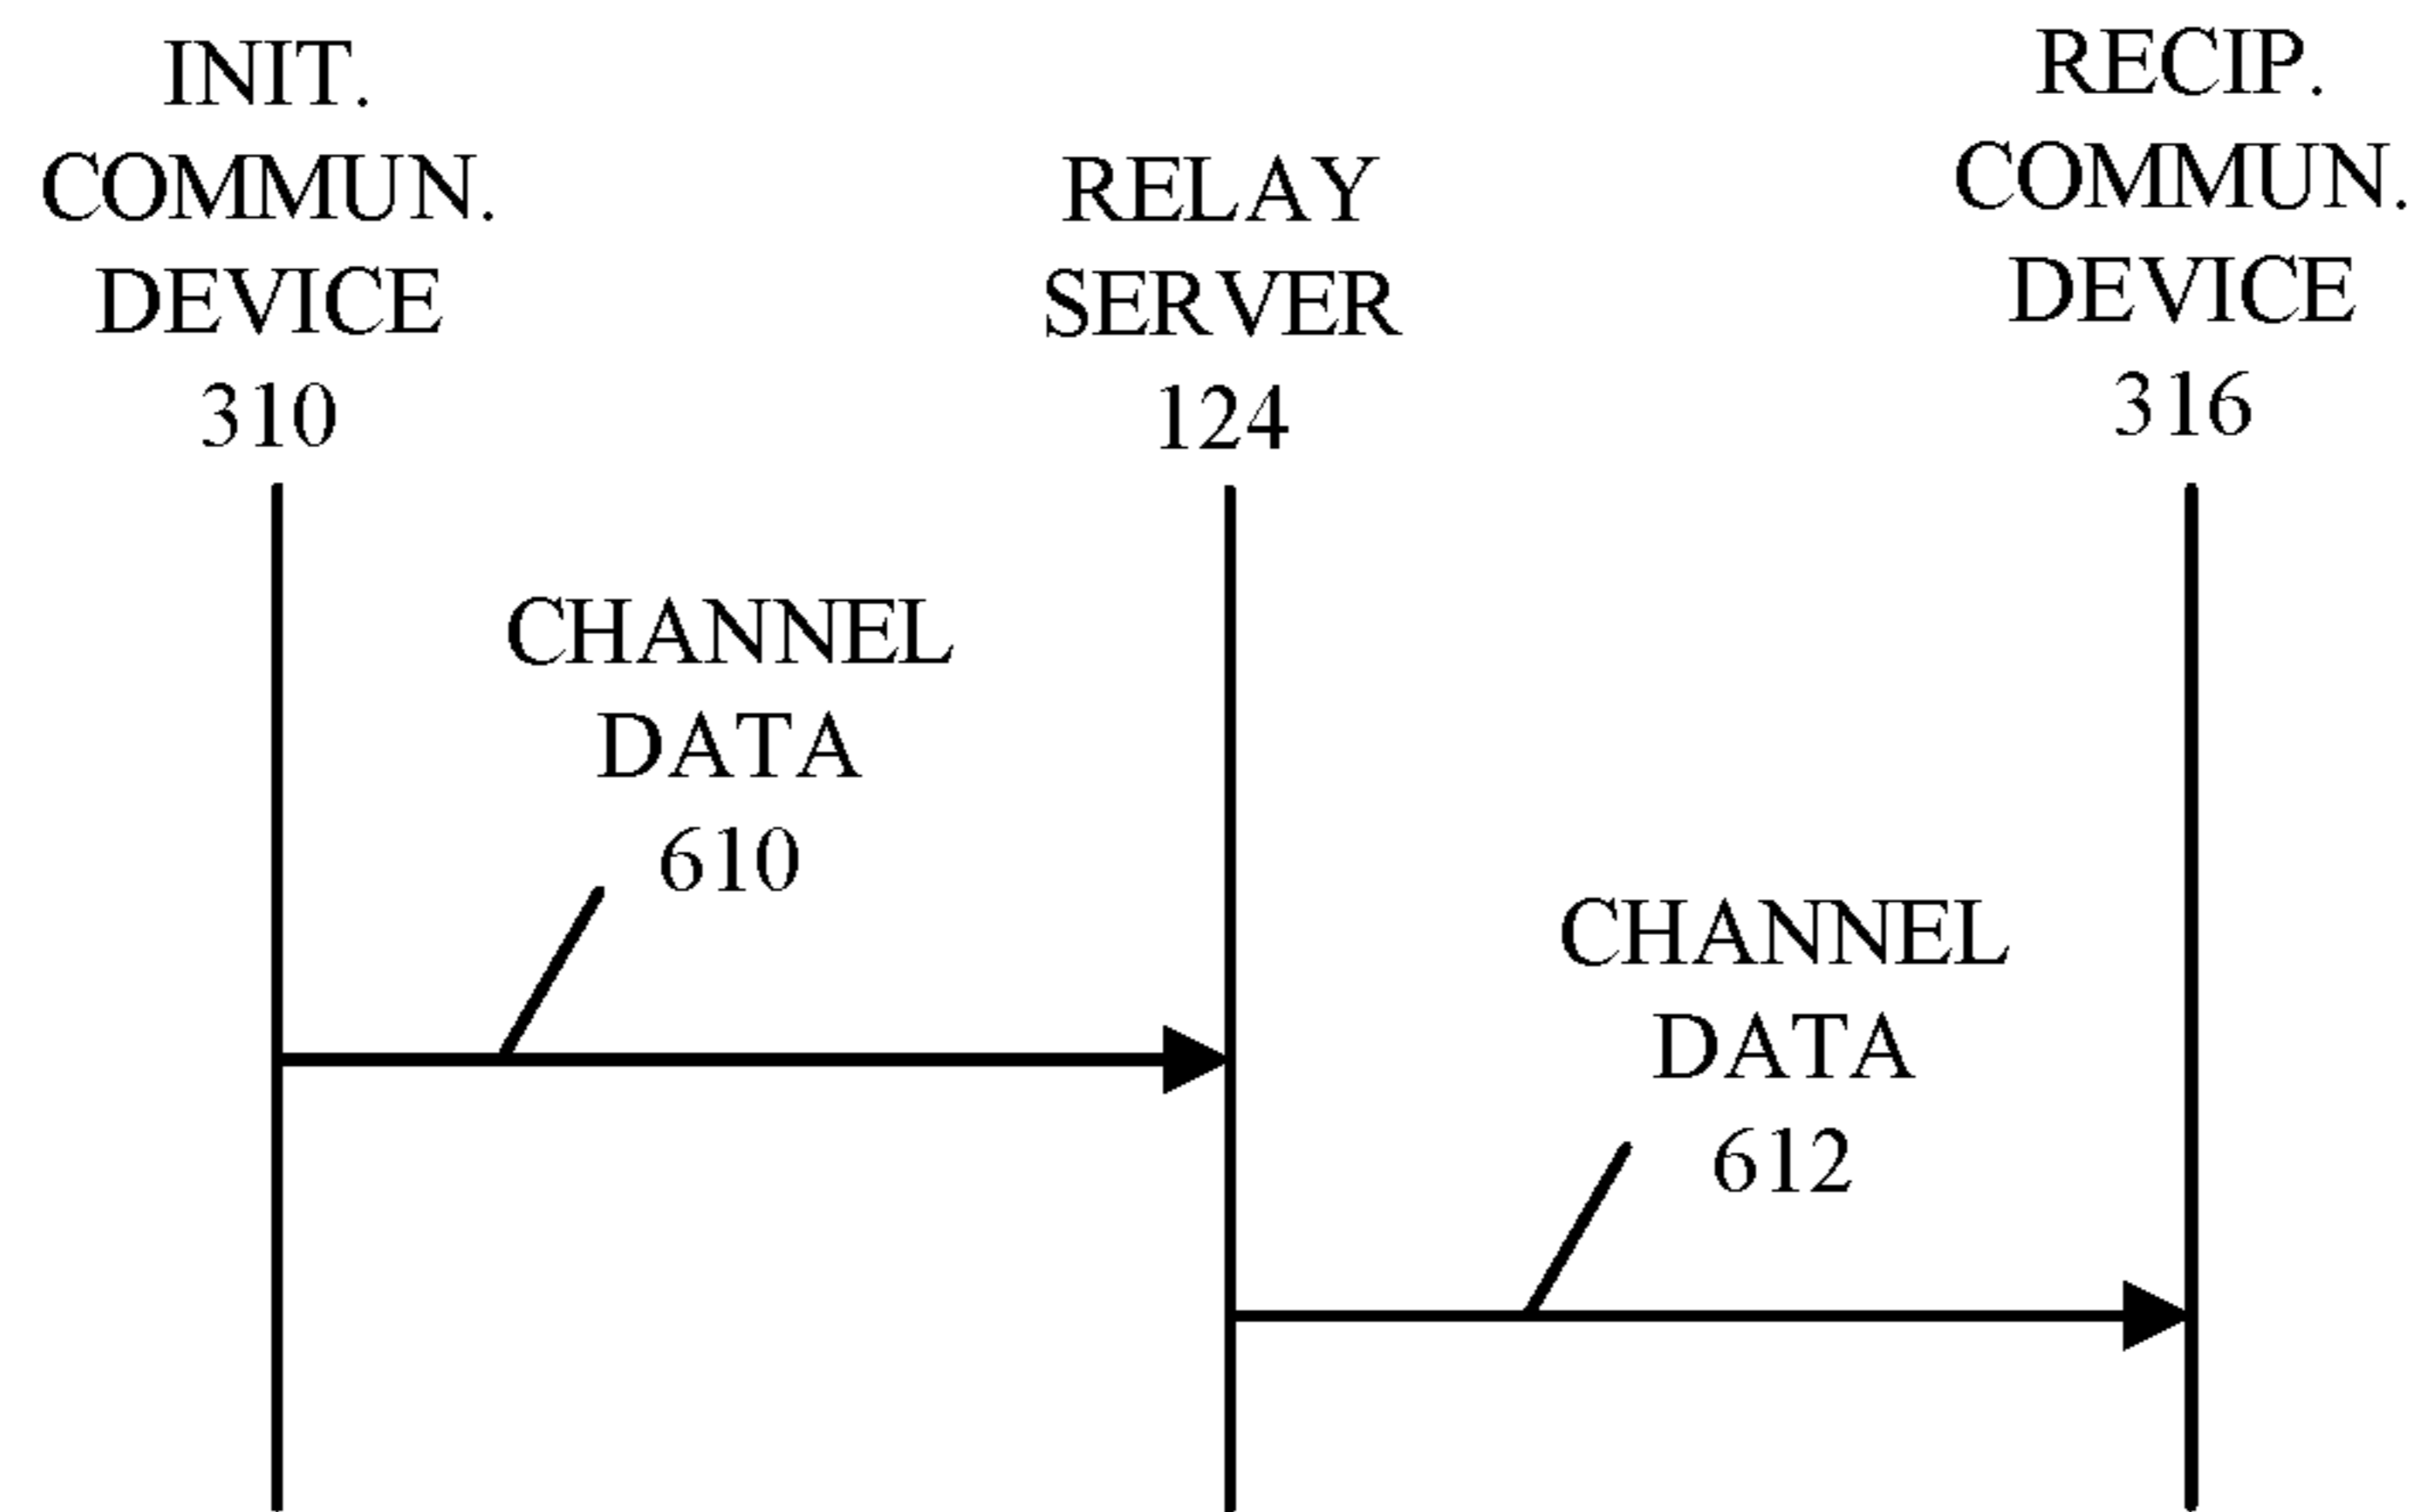 INIT.
COMMUN.
DEVICE
310
RELAY
SERVER
124
RECIP.
COMMUN.
DEVICE
316
CHANNEL
DATA
610
CHANNEL
DATA
612